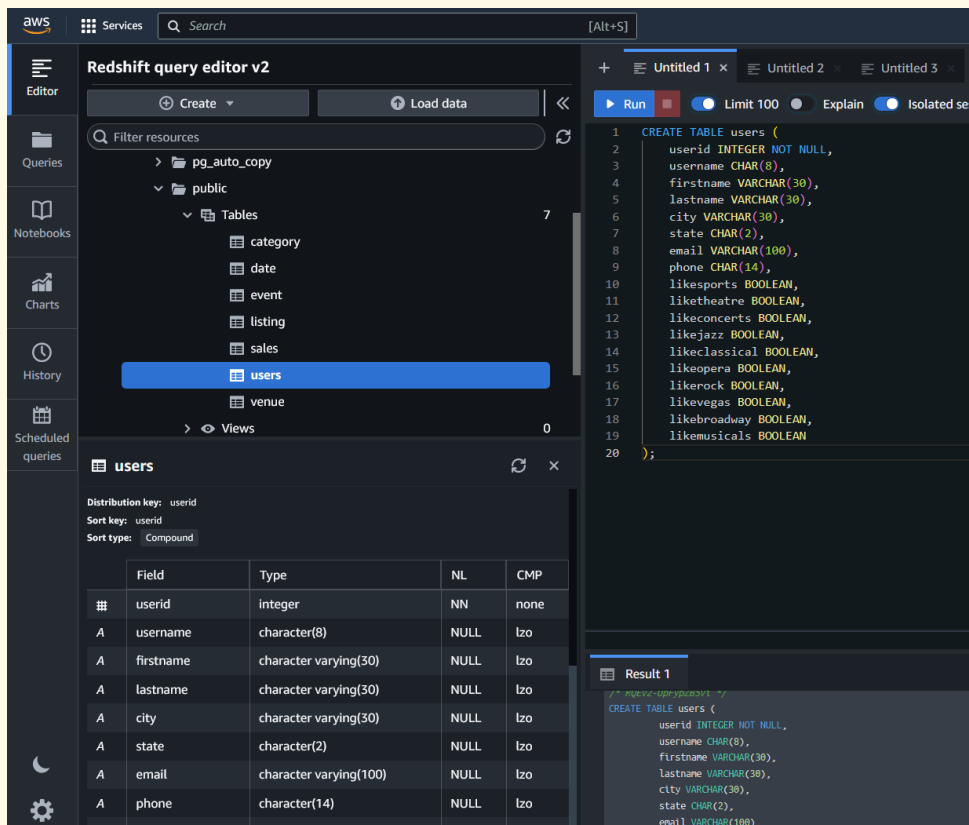 aws
Services
Search
[Alt+S]
Editor
Queries
Notebooks
Charts
History
Scheduled
queries
Redshift query editor v2
Create
Load data
Filter resources
pg_auto_copy
public
Tables 7
category
date
event
listing
sales
users
venue
Views 0
users
Distribution key: userid
Sort key: userid
Sort type: Compound
Field Type NL CMP
userid integer NN none
A username character(8) NULL lzo
A firstname character varying(30) NULL lzo
A lastname character varying(30) NULL lzo
A city character varying(30) NULL lzo
A state character(2) NULL lzo
A email character varying(100) NULL lzo
A phone character(14) NULL lzo
Untitled 1 Untitled 2 Untitled 3
Run Limit 100 Explain Isolated se
1 CREATE TABLE users (
2 userid INTEGER NOT NULL,
3 username CHAR(8),
4 firstname VARCHAR(30),
5 lastname VARCHAR(30),
6 city VARCHAR(30),
7 state CHAR(2),
8 email VARCHAR(100),
9 phone CHAR(14),
10 likesports BOOLEAN,
11 liketheatre BOOLEAN,
12 likeconcerts BOOLEAN,
13 likejazz BOOLEAN,
14 likeclassical BOOLEAN,
15 likeopera BOOLEAN,
16 likerock BOOLEAN,
17 likevegas BOOLEAN,
18 likebroadway BOOLEAN,
19 likemusicals BOOLEAN
20 );
Result 1
CREATE TABLE users (
userid INTEGER NOT NULL,
username CHAR(8),
firstname VARCHAR(30),
lastname VARCHAR(30),
city VARCHAR(30),
state CHAR(2),
email VARCHAR(100)